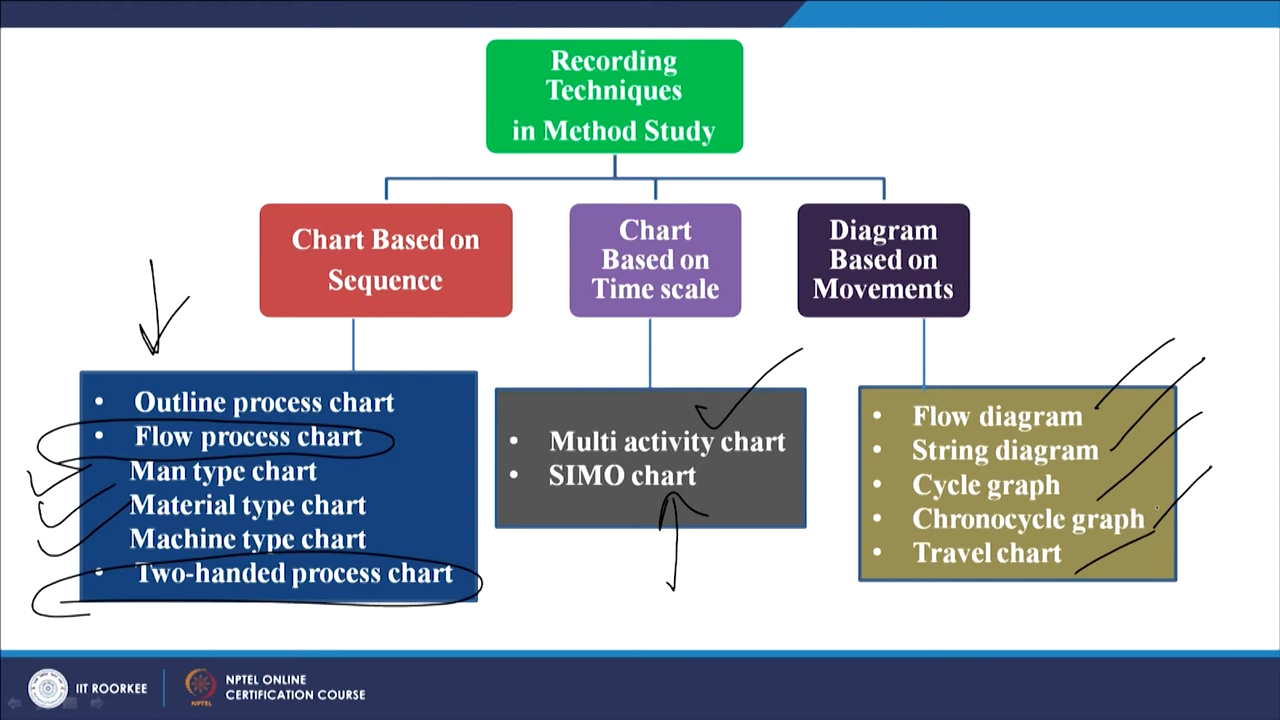 Recording
Techniques
in Method Study
Chart Based on
Sequence
Chart
Based on
Time scale
Diagram
Based on
Movements
• Outline process chart
• Flow process chart
Man type chart
Material type chart
Machine type chart
• Two-handed process chart
• Multi activity chart
• SIMO chart
• Flow diagram
• String diagram
• Cycle graph
• Chronocycle graph
• Travel chart
IIT ROORKEE
NPTEL
NPTEL ONLINE
CERTIFICATION COURSE